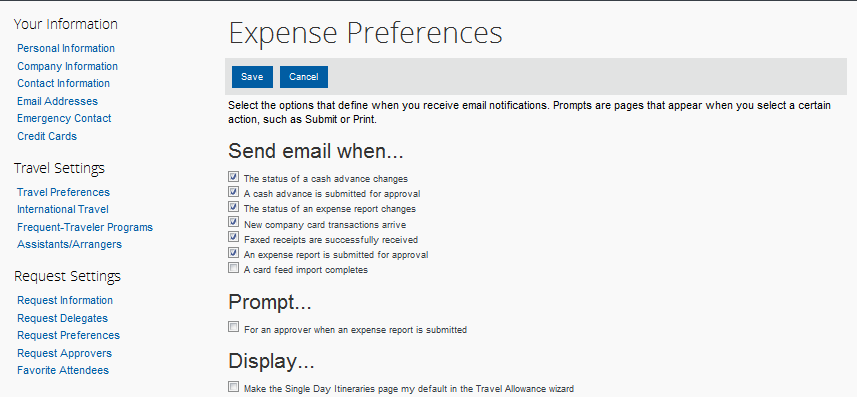 Your Information
Personal Information
Company Information
Contact Information
Email Addresses
Emergency Contact
Credit Cards
Travel Settings
Travel Preferences
International Travel
Frequent-Traveler Programs
Assistants/Arrangers
Request Settings
Request Information
Request Delegates
Request Preferences
Request Approvers
Favorite Attendees
Expense Preferences
Save Cancel
Select the options that define when you receive email notifications. Prompts are pages that appear when you select a certain
action, such as Submit or Print.
Send email when...
The status of a cash advance changes
A cash advance is submitted for approval
The status of an expense report changes
New company card transactions arrive
Faxed receipts are successfully received
An expense report is submitted for approval
A card feed import completes
Prompt...
For an approver when an expense report is submitted
Display...
Make the Single Day Itineraries page my default in the Travel Allowance wizard